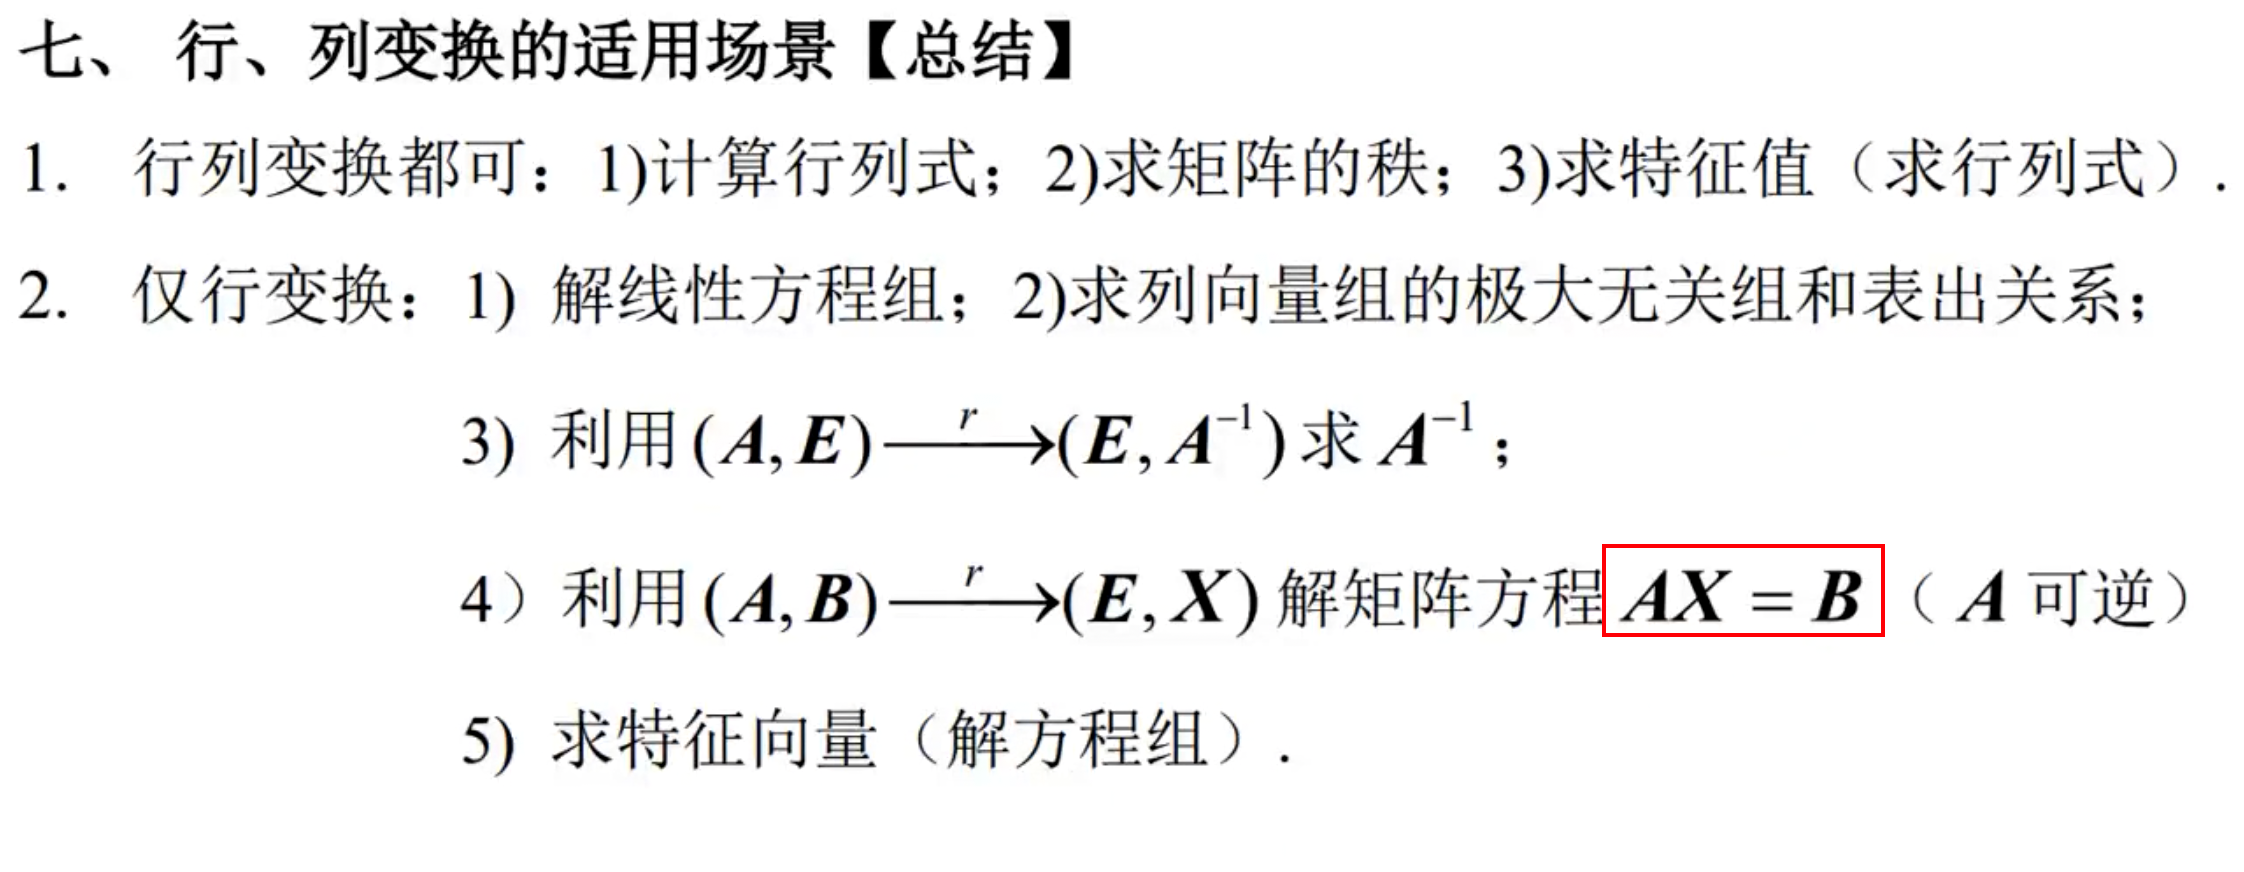 七、 行、列变换的适用场景【总结】
1. 行列变换都可：1)计算行列式；2)求矩阵的秩；3)求特征值（求行列式）.
2. 仅行变换：1) 解线性方程组；2)求列向量组的极大无关组和表出关系；
3) 利用(A,E)—r→(E,A⁻¹)求 A⁻¹；
4）利用(A,B)—r→(E,X)解矩阵方程 AX = B（A 可逆）
5) 求特征向量（解方程组）.